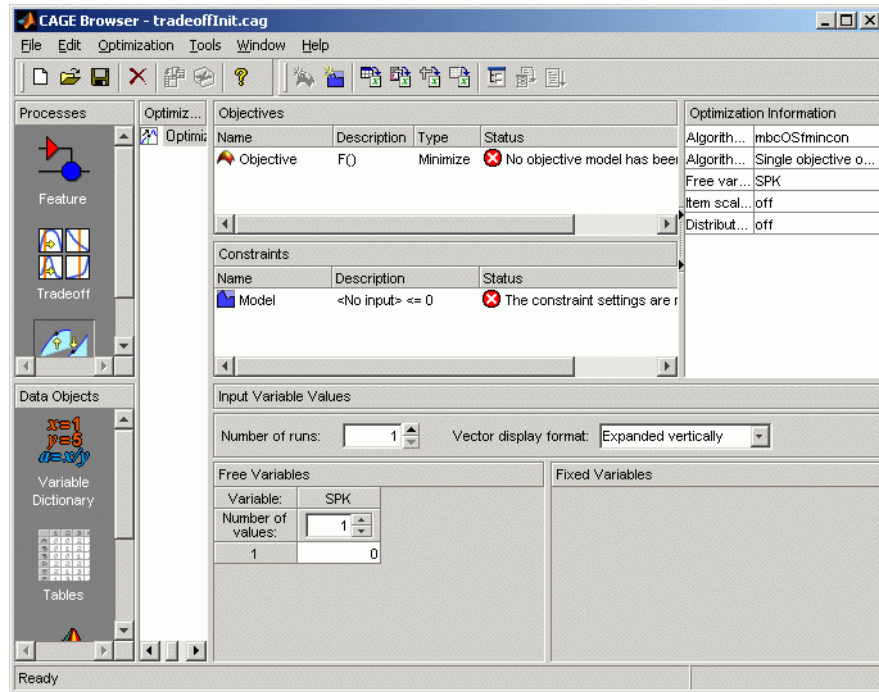 CAGE Browser - tradeoffInit.cag
File Edit Optimization Tools Window Help
Processes
Feature
Tradeoff
Optimiz...
Optimiz
Objectives
Name Description Type Status
Objective F() Minimize No objective model has been
Constraints
Name Description Status
Model <No input> <= 0 The constraint settings are
Optimization Information
Algorith... mbcOSfmincon
Algorith... Single objective o...
Free var... SPK
Item scal... off
Distribut... off
Data Objects
x=1
y=5
a=x/y
Variable
Dictionary
Tables
Input Variable Values
Number of runs: 1 Vector display format: Expanded vertically
Free Variables
Variable: SPK
Number of
values: 1
1 0
Fixed Variables
Ready